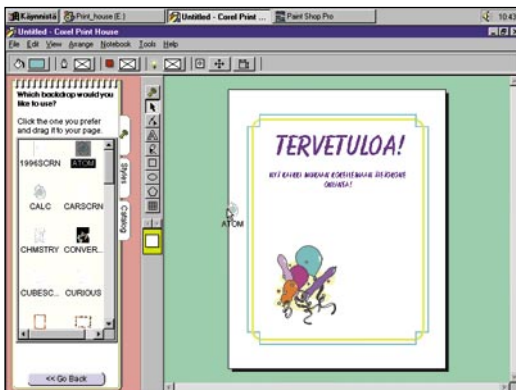 Käynnistä
Print_house (E:)
Untitled - Corel Print ...
Paint Shop Pro
10:43
Untitled - Corel Print House
File Edit View Arrange Notebook Tools Help
Which backdrop would you
like to use?
Click the one you prefer
and drag it to your page.
1996SCRN ATOM
CALC CARSCRN
CHMSTRY CONVER...
CUBESC... CURIOUS
<< Go Back
Styles
Catalog
TERVETULOA!
ATOM